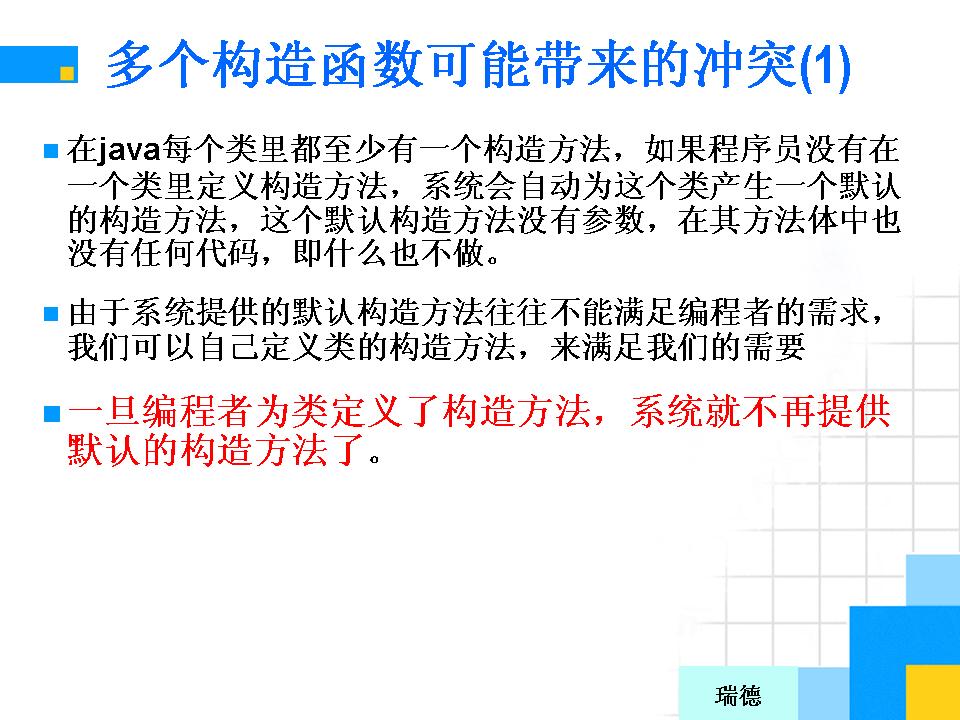 多个构造函数可能带来的冲突(1)
在java每个类里都至少有一个构造方法，如果程序员没有在
一个类里定义构造方法，系统会自动为这个类产生一个默认
的构造方法，这个默认构造方法没有参数，在其方法体中也
没有任何代码，即什么也不做。
由于系统提供的默认构造方法往往不能满足编程者的需求，
我们可以自己定义类的构造方法，来满足我们的需要
一旦编程者为类定义了构造方法，系统就不再提供
默认的构造方法了。
瑞德